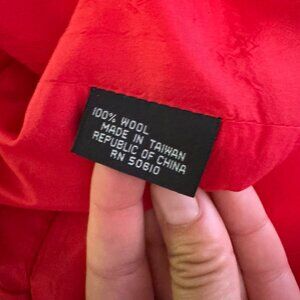 100% WOOL
MADE IN TAIWAN
REPUBLIC OF CHINA
RN 50610